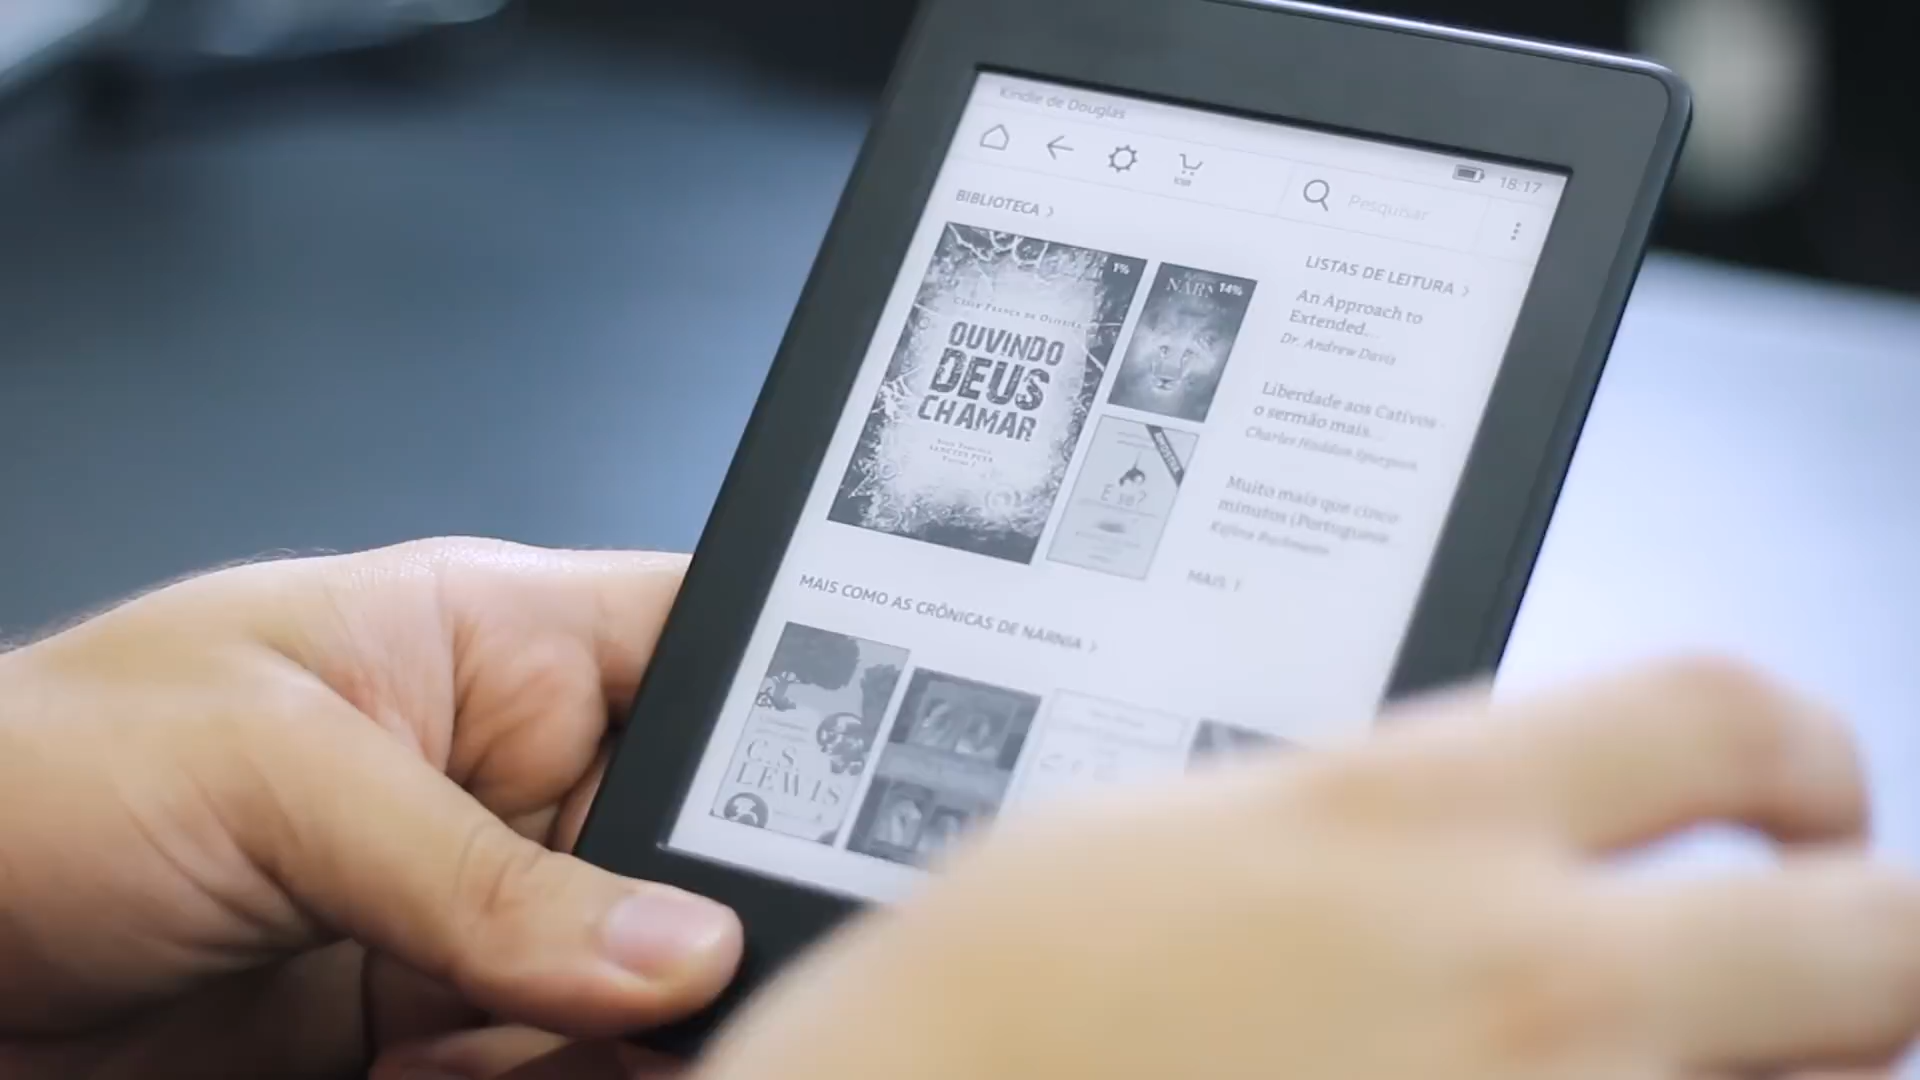 Kindle de Douglas
18:17
Pesquisar
BIBLIOTECA
1%
OUVINDO
DEUS
CHAMAR
14%
E se?
LISTAS DE LEITURA
An Approach to
Extended...
Dr. Andrew Davis
Liberdade aos Cativos -
o sermão mais...
Charles Haddon Spurgeon
Muito mais que cinco
minutos (Portuguese
MAIS
MAIS COMO AS CRÔNICAS DE NÁRNIA
C.S.
LEWIS